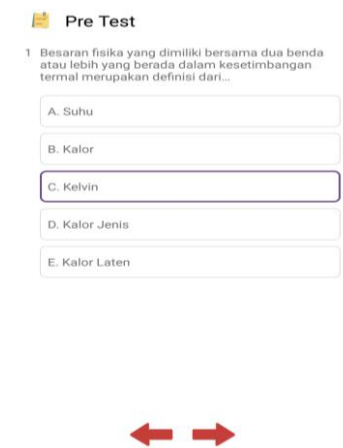 Pre Test
1 Besaran fisika yang dimiliki bersama dua benda
atau lebih yang berada dalam kesetimbangan
termal merupakan definisi dari...
A. Suhu
B. Kalor
C. Kelvin
D. Kalor Jenis
E. Kalor Laten